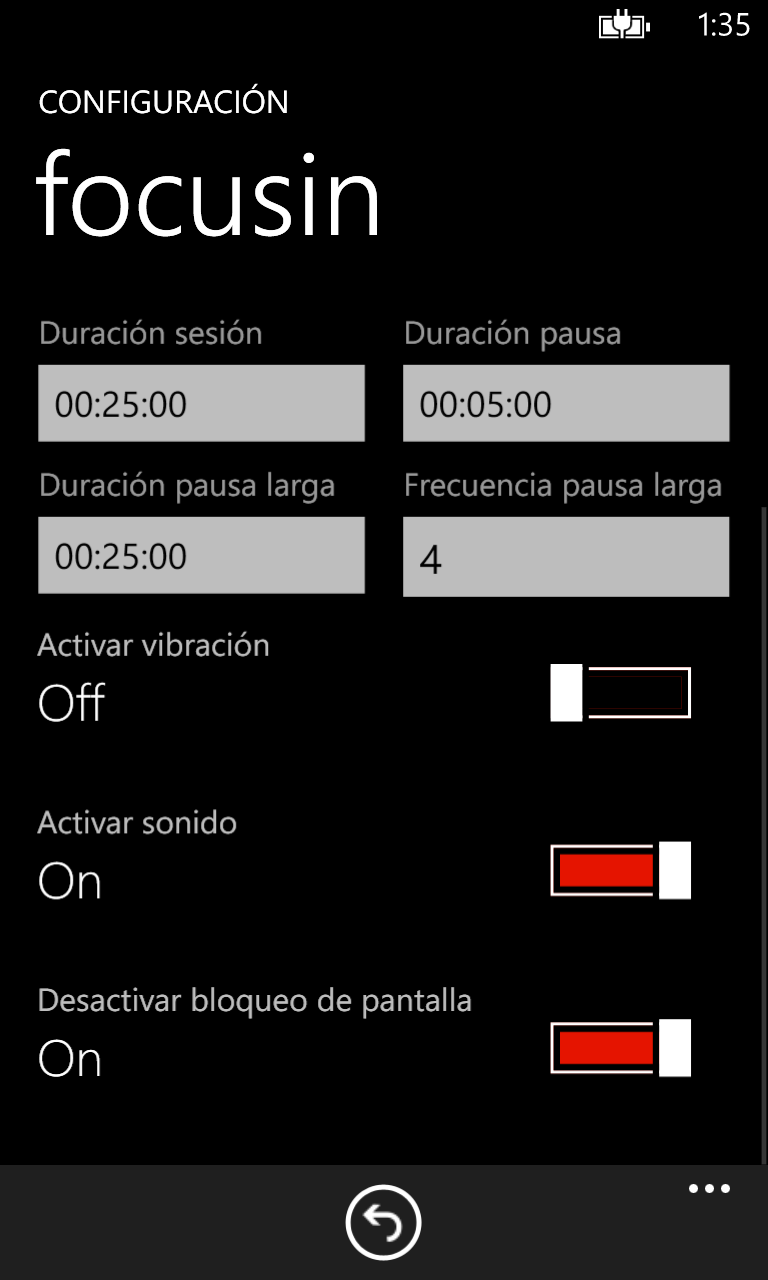 1:35
CONFIGURACIÓN
focusin
Duración sesión
Duración pausa
00:25:00
00:05:00
Duración pausa larga
Frecuencia pausa larga
00:25:00
4
Activar vibración
Off
Activar sonido
On
Desactivar bloqueo de pantalla
On